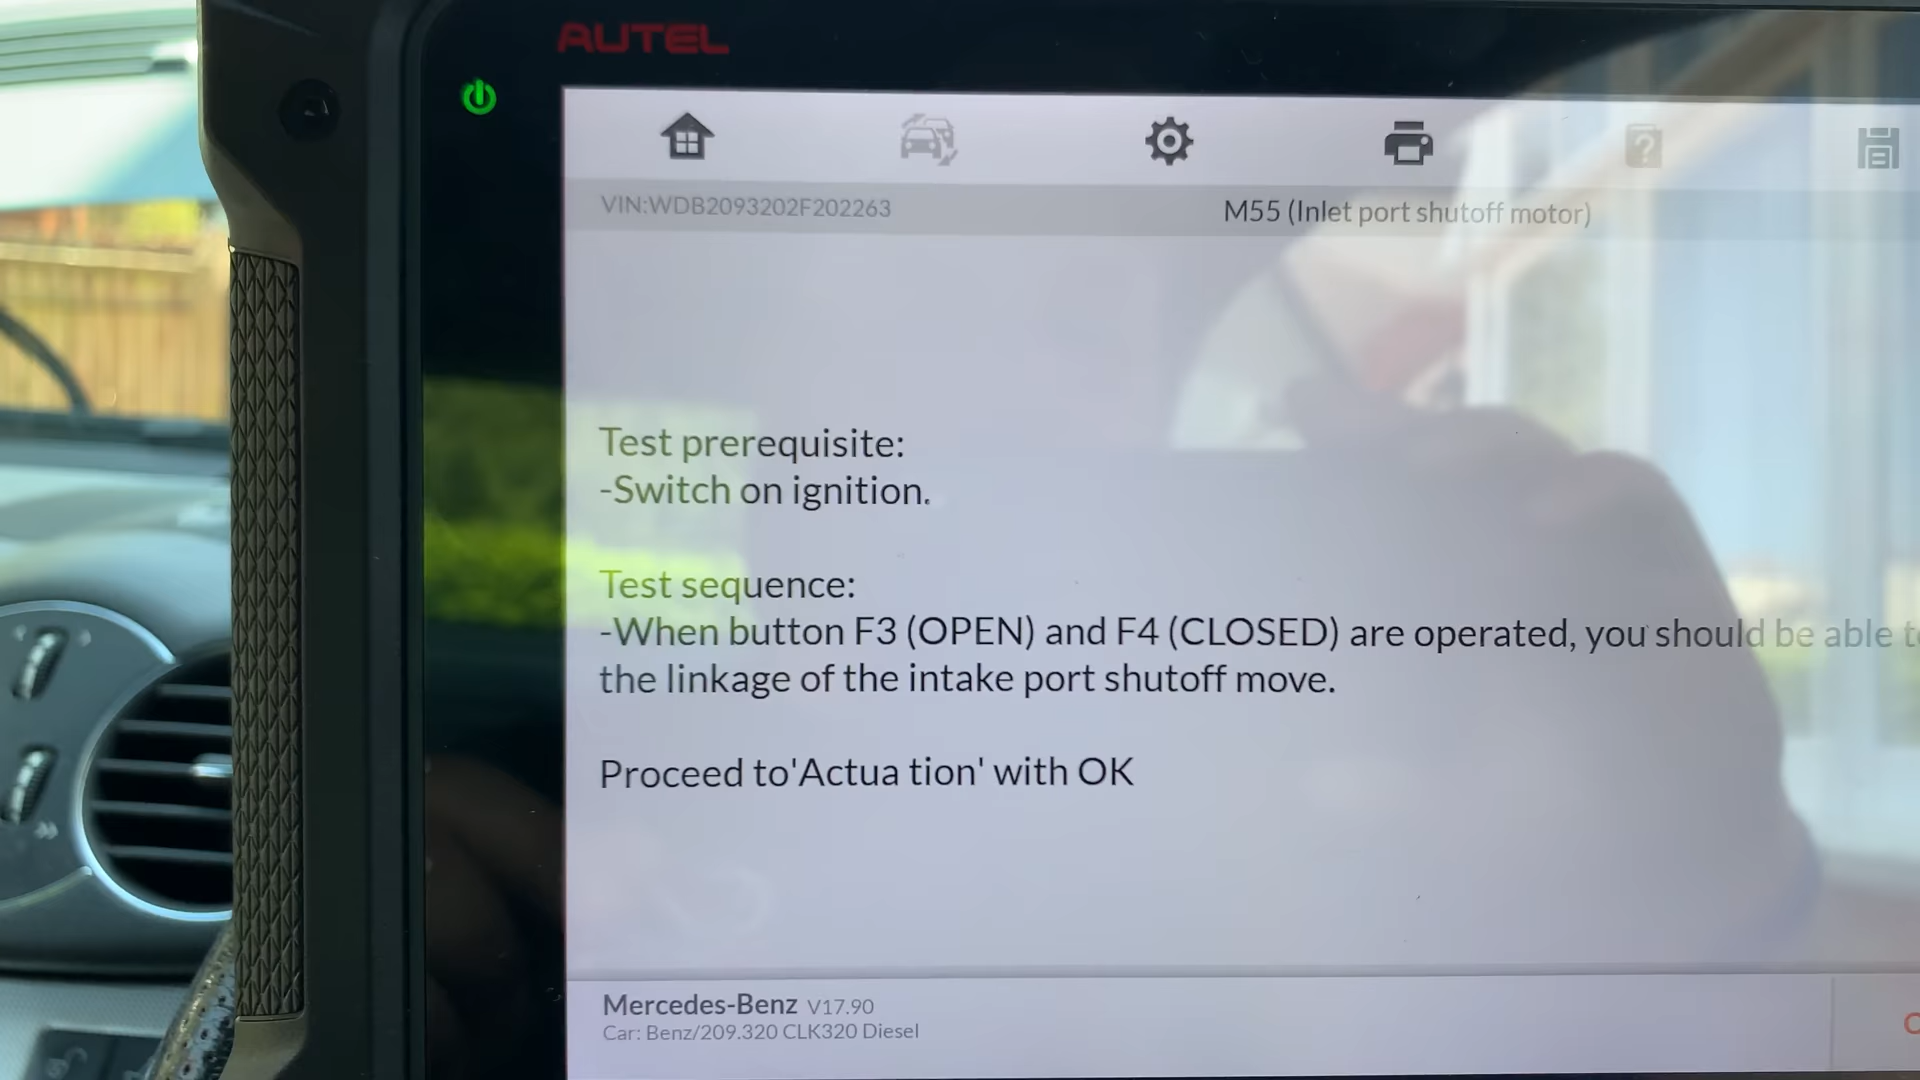 AUTEL
VIN:WDB2093202F202263
M55 (Inlet port shutoff motor)
Test prerequisite:
-Switch on ignition.
Test sequence:
-When button F3 (OPEN) and F4 (CLOSED) are operated, you should be able
the linkage of the intake port shutoff move.
Proceed to'Actua tion' with OK
Mercedes-Benz V17.90
Car: Benz/209.320 CLK320 Diesel